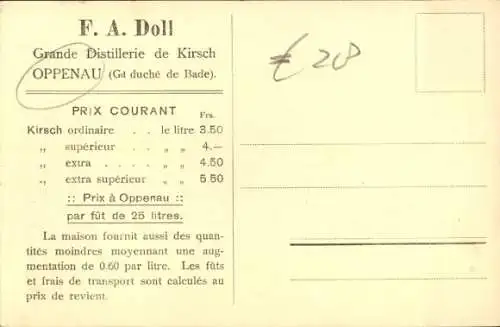 F. A. Doll
Grande Distillerie de Kirsch
OPPENAU (Gd duché de Bade).
PRIX COURANT Frs.
Kirsch ordinaire . . le litre 3.50
„ supérieur . „ „ 4.—
„ extra . . . . „ „ 4.50
„ extra supérieur „ „ 5.50
:: Prix à Oppenau ::
par fût de 25 litres.
La maison fournit aussi des quan-
tités moindres moyennant une aug-
mentation de 0.60 par litre. Les fûts
et frais de transport sont calculés au
prix de revient.
€ 28